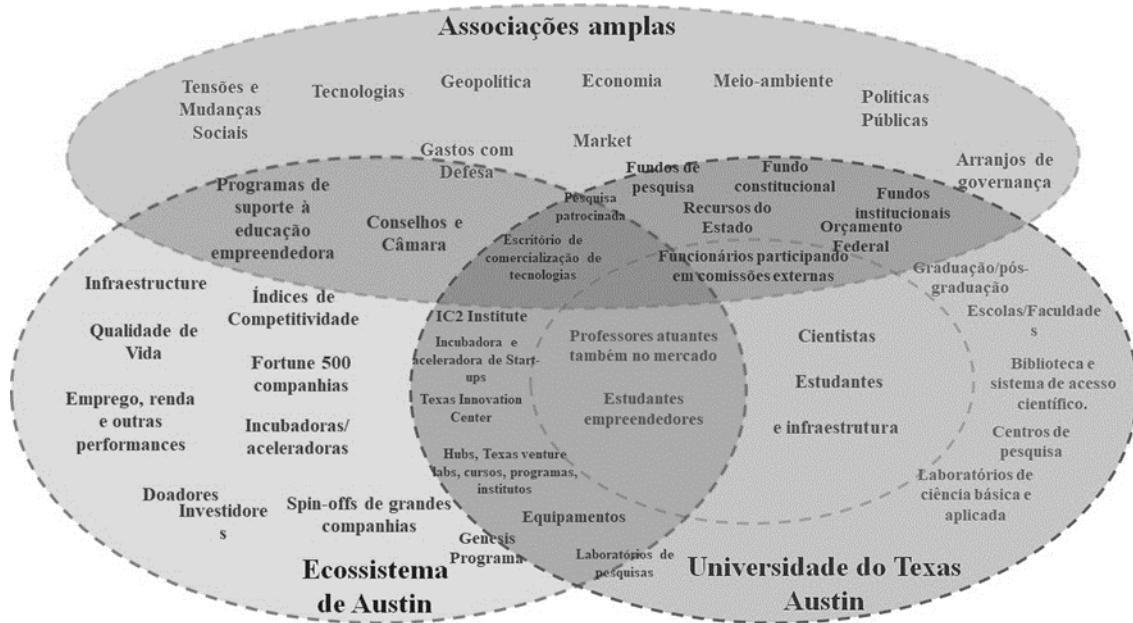 Associações amplas
Tensões e
Mudanças
Sociais
Tecnologias
Geopolítica
Economia
Meio-ambiente
Políticas
Públicas
Gastos com
Defesa
Market
Arranjos de
governança
Programas de
suporte à
educação
empreendedora
Conselhos e
Câmara
Pesquisa
patrocinada
Escritório de
comercialização de
tecnologias
Fundos de
pesquisa
Fundo
constitucional
Fundos
institucionais
Recursos do
Estado
Orçamento
Federal
Funcionários participando
em comissões externas
Infraestructure
Índices de
Competitividade
Qualidade de
Vida
Fortune 500
companhias
Emprego, renda
e outras
performances
Incubadoras/
aceleradoras
Doadores
Investidore
s
Spin-offs de grandes
companhias
Ecossistema
de Austin
IC2 Institute
Incubadora e
aceleradora de Start-
ups
Texas Innovation
Center
Hubs, Texas venture
labs, cursos, programas,
institutos
Equipamentos
Genesis
Programa
Laboratórios de
pesquisas
Professores atuantes
também no mercado
Estudantes
empreendedores
Cientistas
Estudantes
e infraestrutura
Graduação/pós-
graduação
Escolas/Faculdade
s
Biblioteca e
sistema de acesso
científico.
Centros de
pesquisa
Laboratórios de
ciência básica e
aplicada
Universidade do Texas
Austin